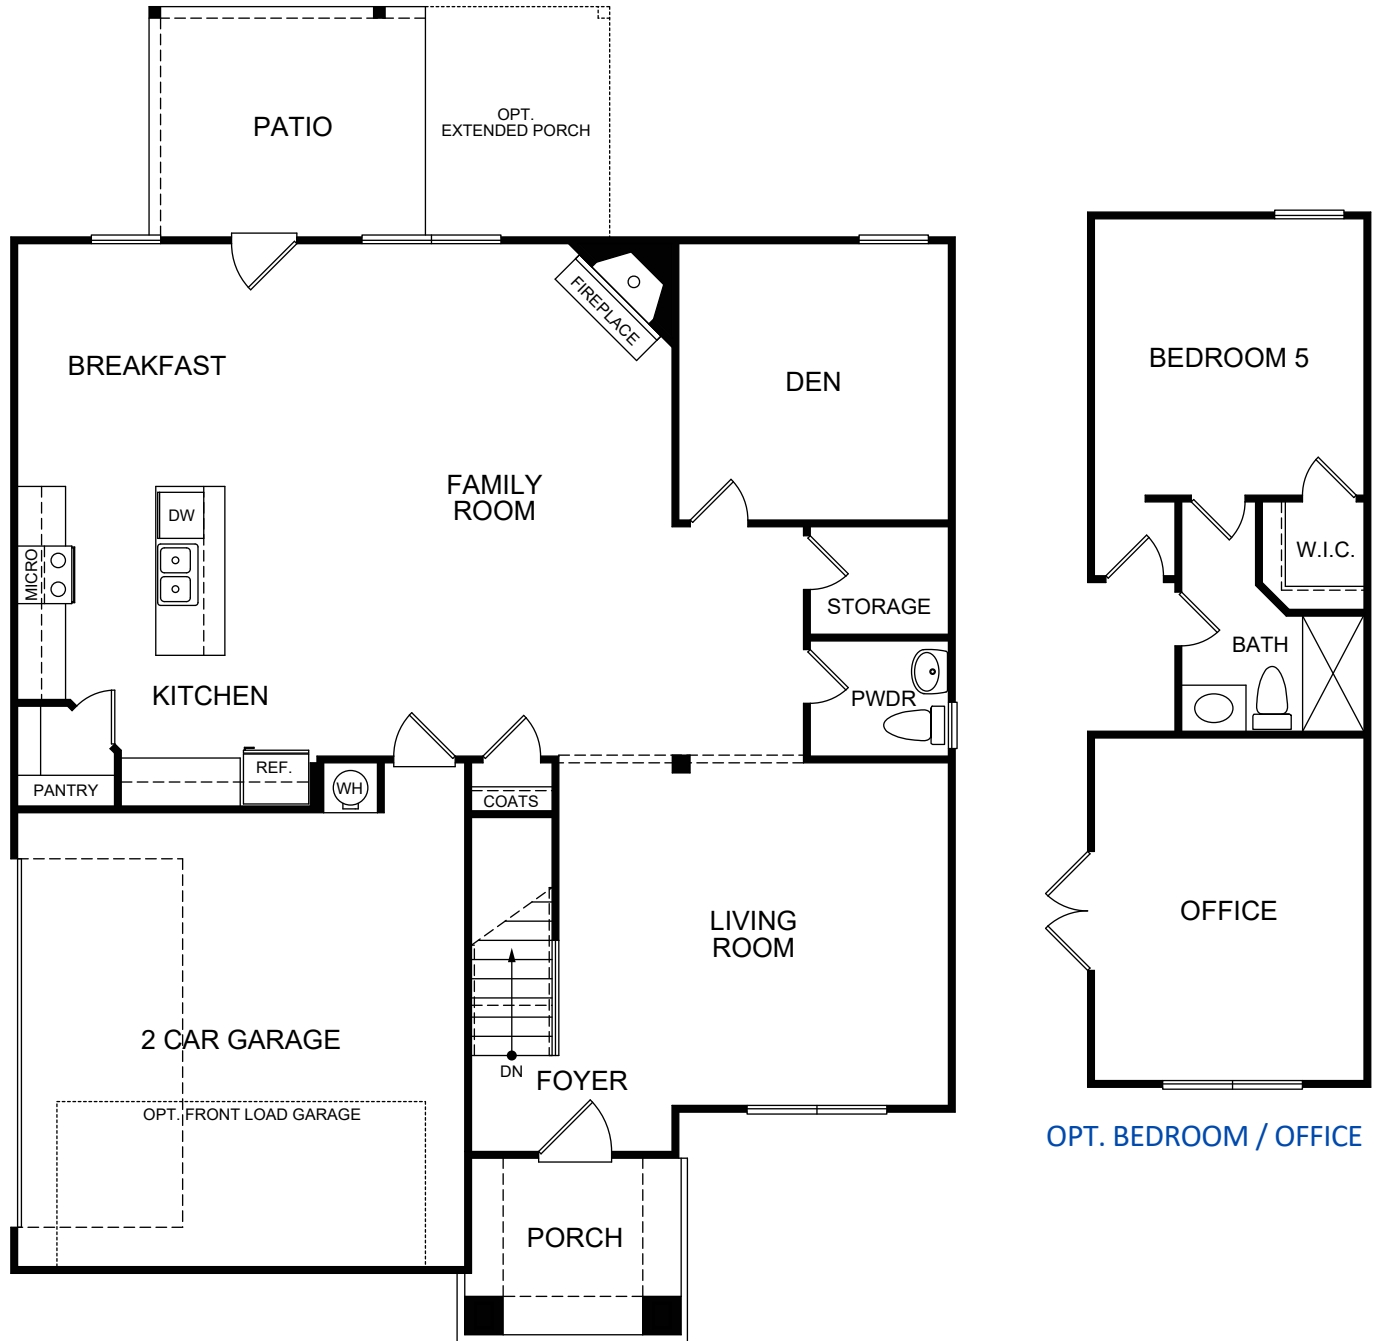 PATIO
OPT.
EXTENDED PORCH
FIREPLACE
BREAKFAST
DEN
FAMILY
ROOM
DW
MICRO
STORAGE
PWDR
KITCHEN
REF.
WH
PANTRY
COATS
LIVING
ROOM
2 CAR GARAGE
DN
FOYER
OPT. FRONT LOAD GARAGE
PORCH
BEDROOM 5
W.I.C.
BATH
OFFICE
OPT. BEDROOM / OFFICE